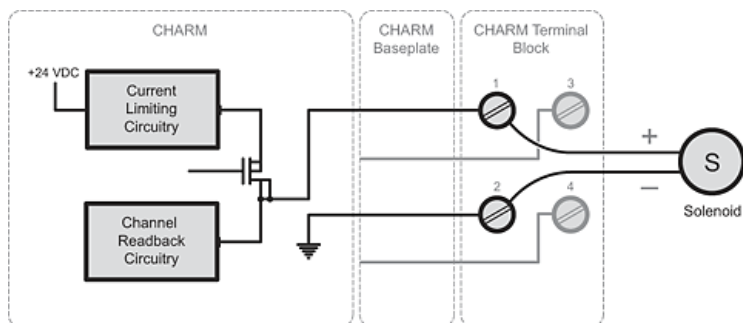 CHARM
CHARM
Baseplate
CHARM Terminal
Block
+24 VDC
Current
Limiting
Circuitry
1
3
+
S
−
Solenoid
2
4
Channel
Readback
Circuitry